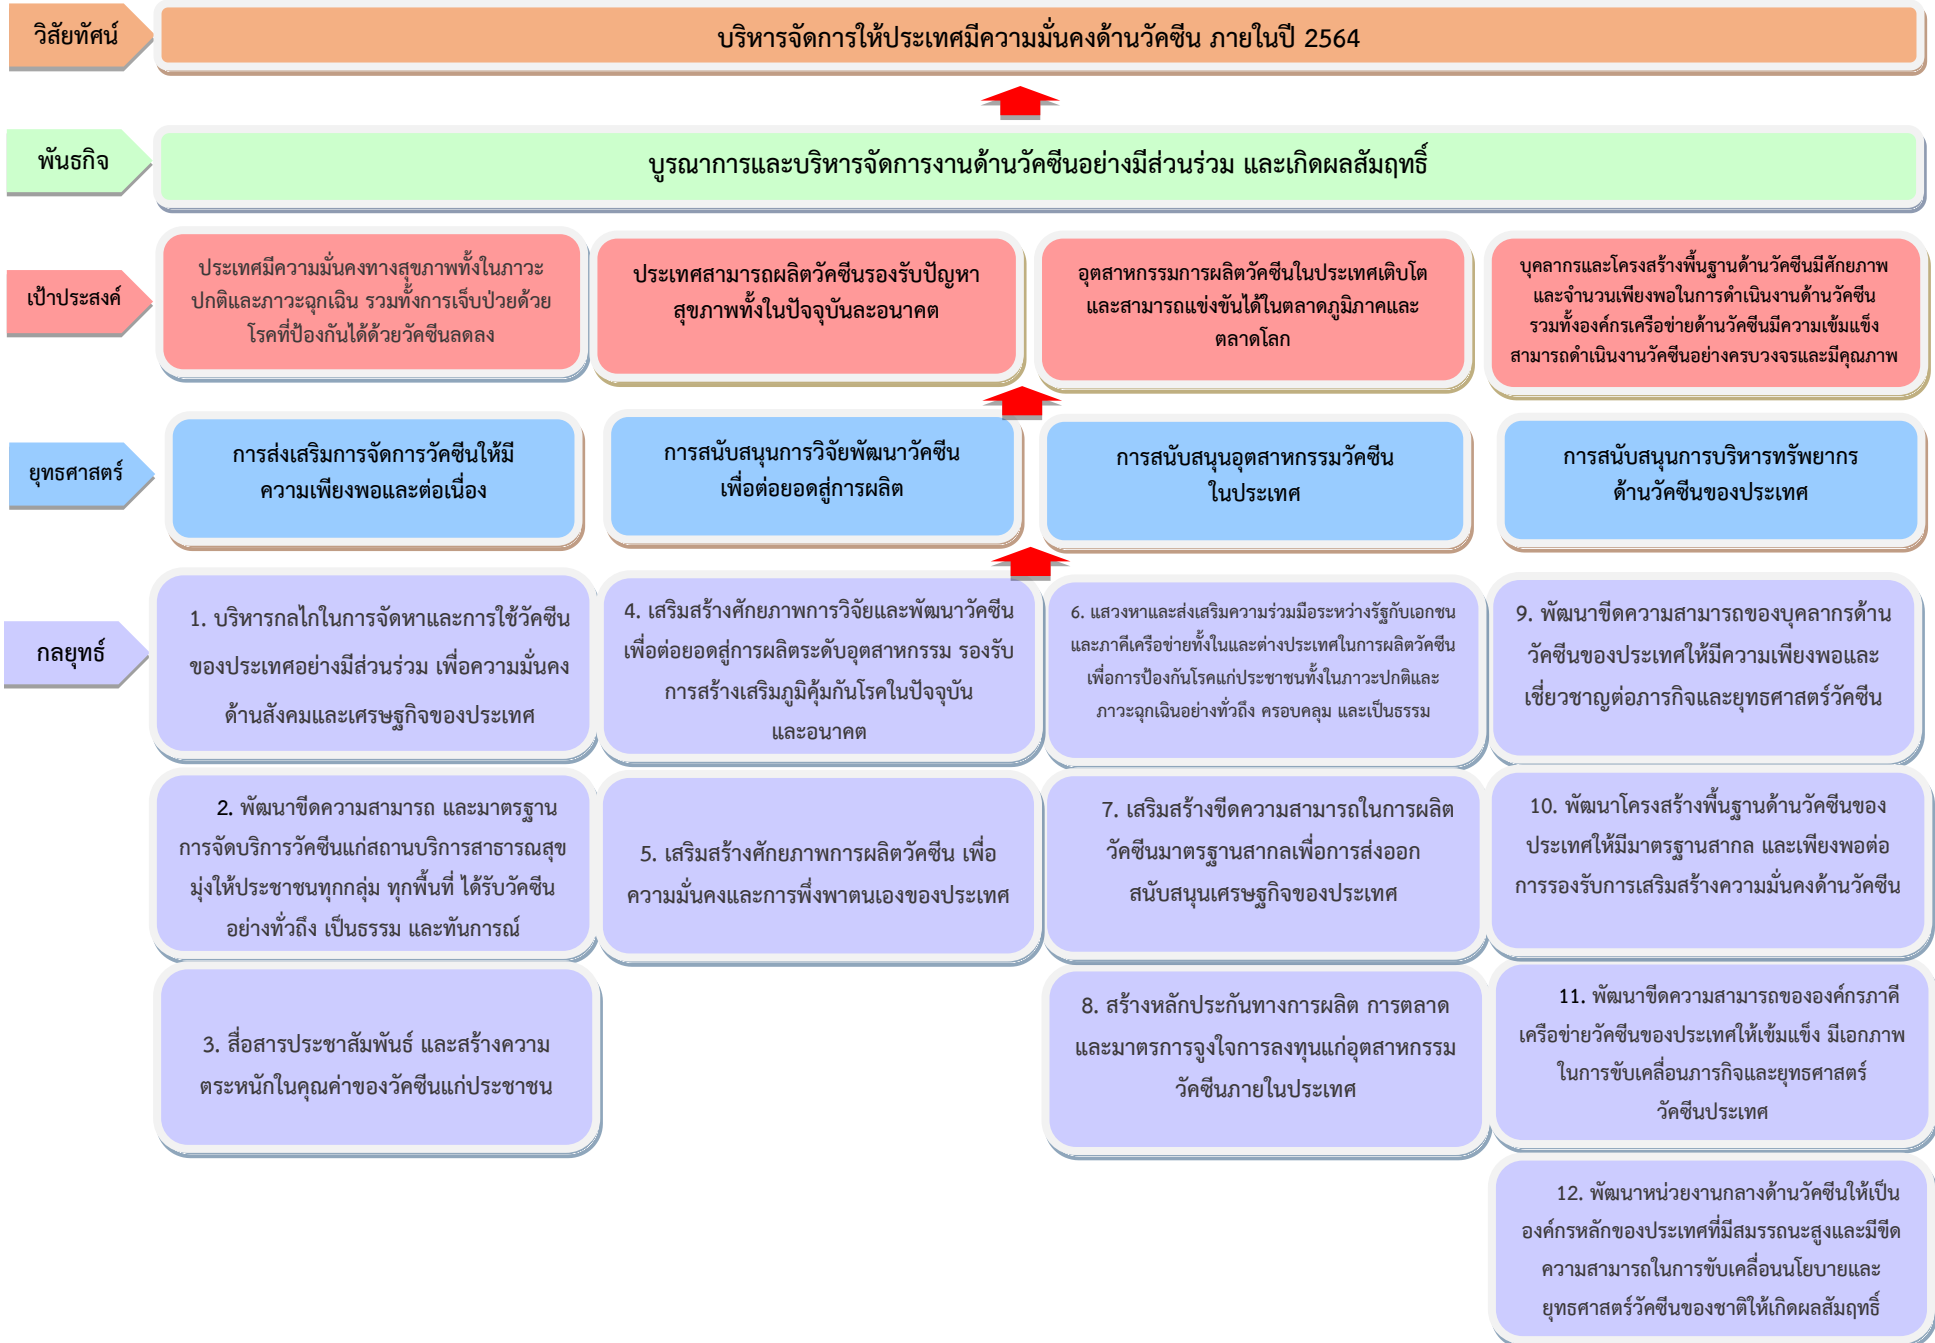 วิสัยทัศน์
บริหารจัดการให้ประเทศมีความมั่นคงด้านวัคซีน ภายในปี 2564
พันธกิจ
บูรณาการและบริหารจัดการงานด้านวัคซีนอย่างมีส่วนร่วม และเกิดผลสัมฤทธิ์
เป้าประสงค์
ประเทศมีความมั่นคงทางสุขภาพทั้งในภาวะ
ปกติและภาวะฉุกเฉิน รวมทั้งการเจ็บป่วยด้วย
โรคที่ป้องกันได้ด้วยวัคซีนลดลง
ประเทศสามารถผลิตวัคซีนรองรับปัญหา
สุขภาพทั้งในปัจจุบันละอนาคต
อุตสาหกรรมการผลิตวัคซีนในประเทศเติบโต
และสามารถแข่งขันได้ในตลาดภูมิภาคและ
ตลาดโลก
บุคลากรและโครงสร้างพื้นฐานด้านวัคซีนมีศักยภาพ
และจำนวนเพียงพอในการดำเนินงานด้านวัคซีน
รวมทั้งองค์กรเครือข่ายด้านวัคซีนมีความเข้มแข็ง
สามารถดำเนินงานวัคซีนอย่างครบวงจรและมีคุณภาพ
ยุทธศาสตร์
การส่งเสริมการจัดการวัคซีนให้มี
ความเพียงพอและต่อเนื่อง
การสนับสนุนการวิจัยพัฒนาวัคซีน
เพื่อต่อยอดสู่การผลิต
การสนับสนุนอุตสาหกรรมวัคซีน
ในประเทศ
การสนับสนุนการบริหารทรัพยากร
ด้านวัคซีนของประเทศ
กลยุทธ์
1. บริหารกลไกในการจัดหาและการใช้วัคซีน
ของประเทศอย่างมีส่วนร่วม เพื่อความมั่นคง
ด้านสังคมและเศรษฐกิจของประเทศ
4. เสริมสร้างศักยภาพการวิจัยและพัฒนาวัคซีน
เพื่อต่อยอดสู่การผลิตระดับอุตสาหกรรม รองรับ
การสร้างเสริมภูมิคุ้มกันโรคในปัจจุบัน
และอนาคต
6. แสวงหาและส่งเสริมความร่วมมือระหว่างรัฐกับเอกชน
และภาคีเครือข่ายทั้งในและต่างประเทศในการผลิตวัคซีน
เพื่อการป้องกันโรคแก่ประชาชนทั้งในภาวะปกติและ
ภาวะฉุกเฉินอย่างทั่วถึง ครอบคลุม และเป็นธรรม
9. พัฒนาขีดความสามารถของบุคลากรด้าน
วัคซีนของประเทศให้มีความเพียงพอและ
เชี่ยวชาญต่อภารกิจและยุทธศาสตร์วัคซีน
2. พัฒนาขีดความสามารถ และมาตรฐาน
การจัดบริการวัคซีนแก่สถานบริการสาธารณสุข
มุ่งให้ประชาชนทุกกลุ่ม ทุกพื้นที่ ได้รับวัคซีน
อย่างทั่วถึง เป็นธรรม และทันการณ์
5. เสริมสร้างศักยภาพการผลิตวัคซีน เพื่อ
ความมั่นคงและการพึ่งพาตนเองของประเทศ
7. เสริมสร้างขีดความสามารถในการผลิต
วัคซีนมาตรฐานสากลเพื่อการส่งออก
สนับสนุนเศรษฐกิจของประเทศ
10. พัฒนาโครงสร้างพื้นฐานด้านวัคซีนของ
ประเทศให้มีมาตรฐานสากล และเพียงพอต่อ
การรองรับการเสริมสร้างความมั่นคงด้านวัคซีน
3. สื่อสารประชาสัมพันธ์ และสร้างความ
ตระหนักในคุณค่าของวัคซีนแก่ประชาชน
8. สร้างหลักประกันทางการผลิต การตลาด
และมาตรการจูงใจการลงทุนแก่อุตสาหกรรม
วัคซีนภายในประเทศ
11. พัฒนาขีดความสามารถขององค์กรภาคี
เครือข่ายวัคซีนของประเทศให้เข้มแข็ง มีเอกภาพ
ในการขับเคลื่อนภารกิจและยุทธศาสตร์
วัคซีนประเทศ
12. พัฒนาหน่วยงานกลางด้านวัคซีนให้เป็น
องค์กรหลักของประเทศที่มีสมรรถนะสูงและมีขีด
ความสามารถในการขับเคลื่อนนโยบายและ
ยุทธศาสตร์วัคซีนของชาติให้เกิดผลสัมฤทธิ์